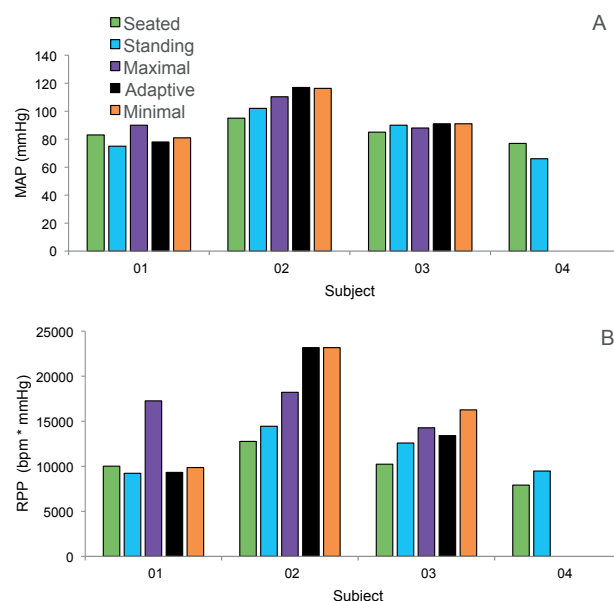 A
Seated
Standing
Maximal
Adaptive
Minimal
MAP (mmHg)
140
120
100
80
60
40
20
0
01 02 03 04
Subject
B
RPP (bpm * mmHg)
25000
20000
15000
10000
5000
0
01 02 03 04
Subject